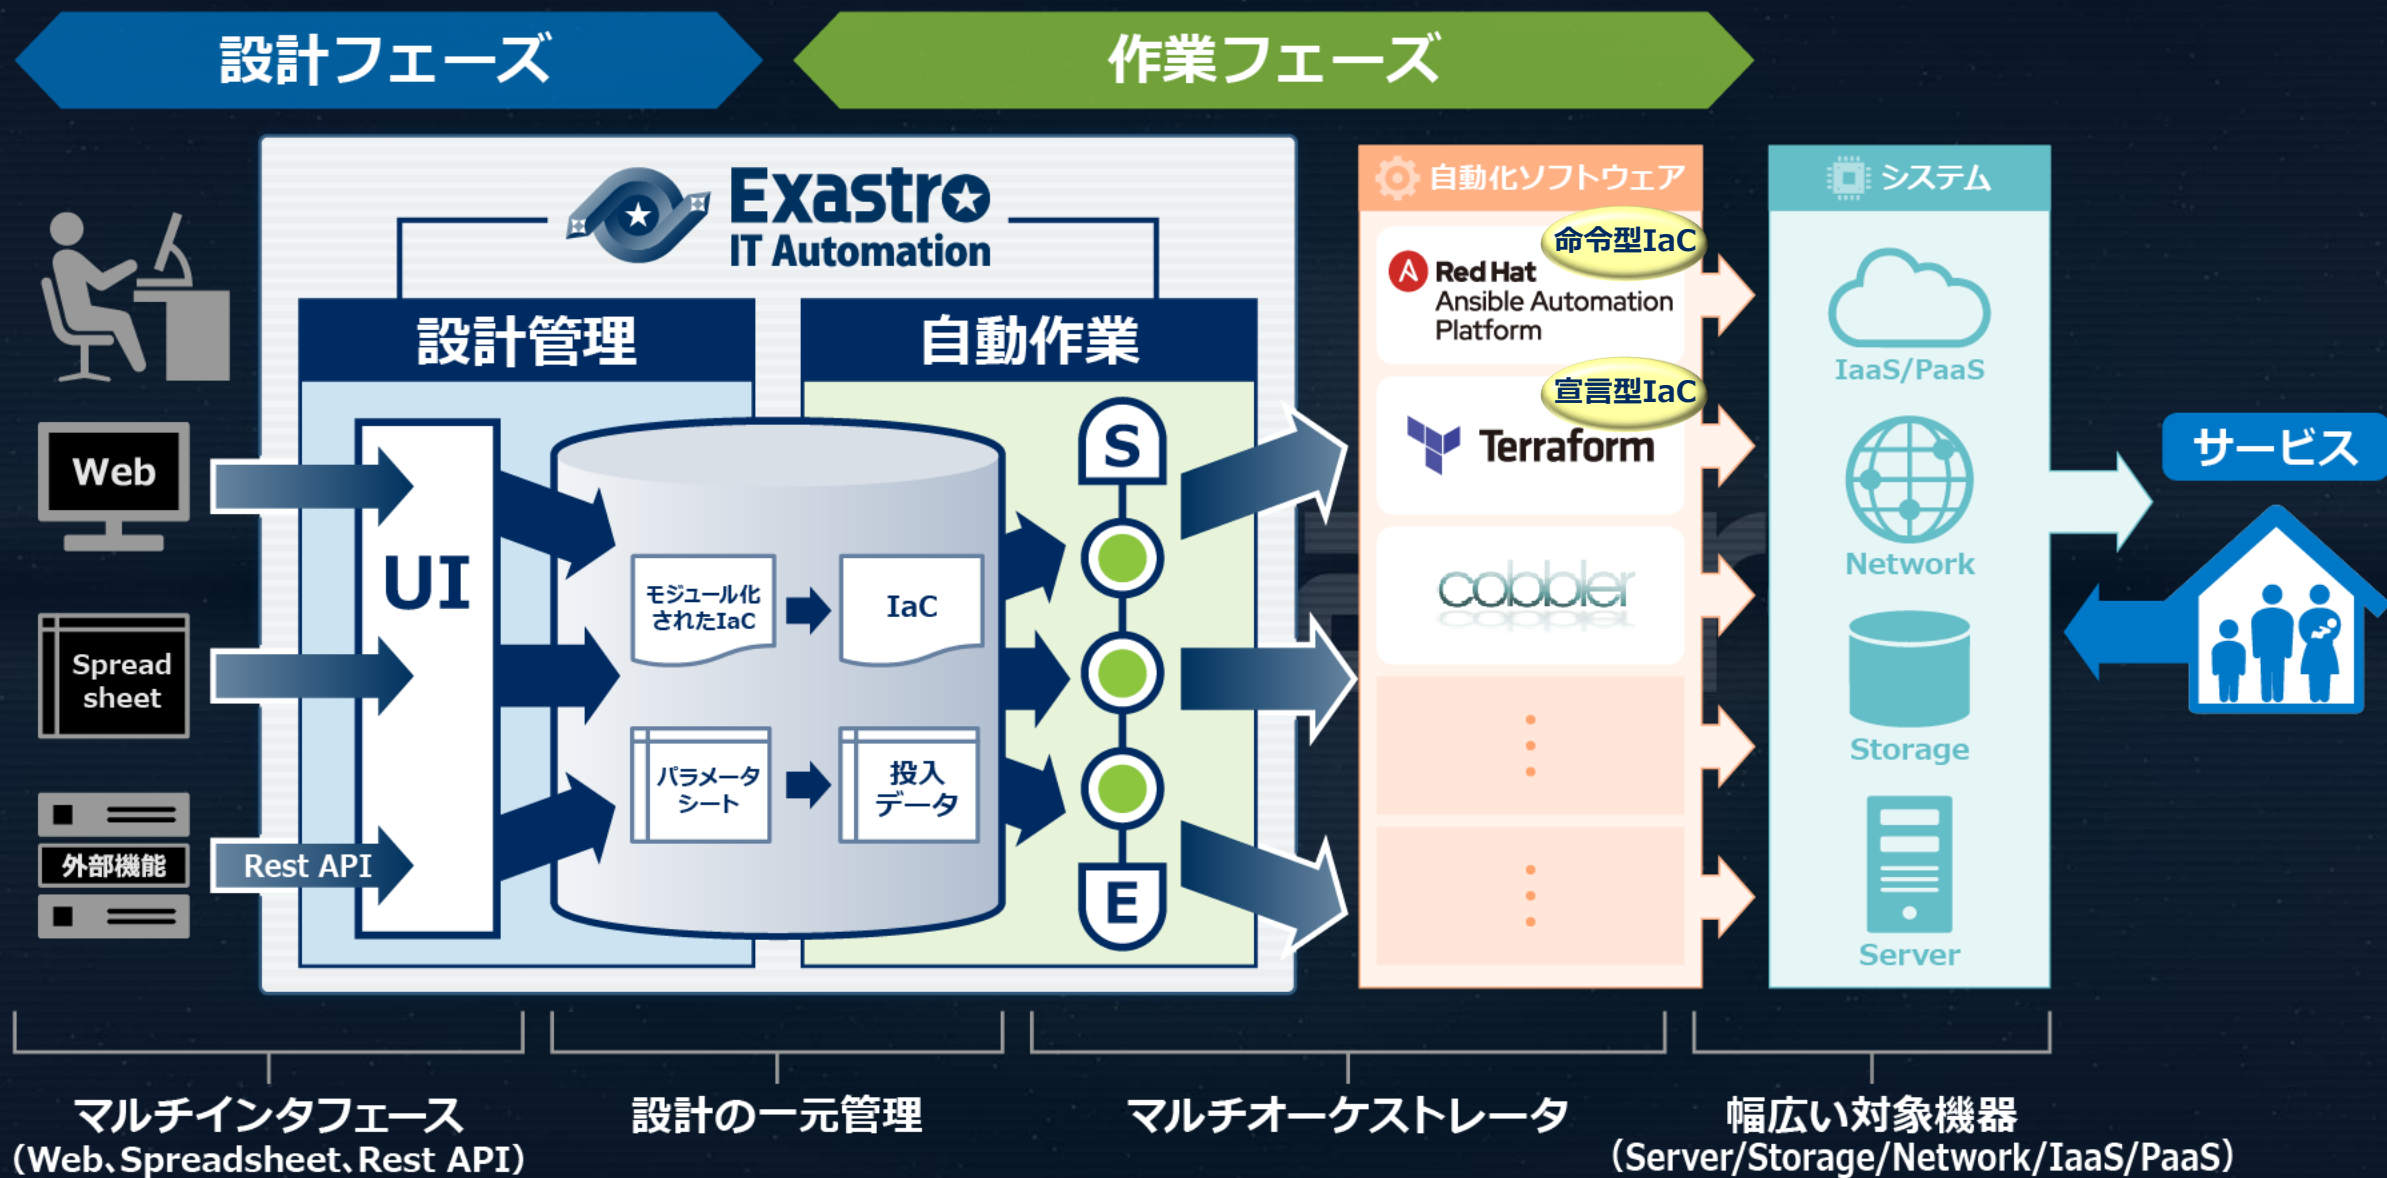 設計フェーズ
作業フェーズ
Exastro
IT Automation
設計管理
自動作業
Web
Spread
sheet
外部機能
Rest API
UI
モジュール化
されたIaC
IaC
パラメータ
シート
投入
データ
S
E
自動化ソフトウェア
命令型IaC
Red Hat
Ansible Automation
Platform
宣言型IaC
Terraform
cobbler
システム
IaaS/PaaS
Network
Storage
Server
サービス
マルチインタフェース
(Web、Spreadsheet、Rest API)
設計の一元管理
マルチオーケストレータ
幅広い対象機器
(Server/Storage/Network/IaaS/PaaS)